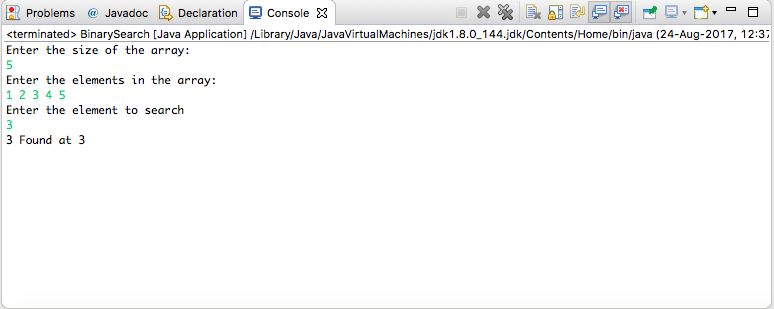 Problems @ Javadoc Declaration Console
<terminated> BinarySearch [Java Application] /Library/Java/JavaVirtualMachines/jdk1.8.0_144.jdk/Contents/Home/bin/java (24-Aug-2017, 12:37
Enter the size of the array:
5
Enter the elements in the array:
1 2 3 4 5
Enter the element to search
3
3 Found at 3